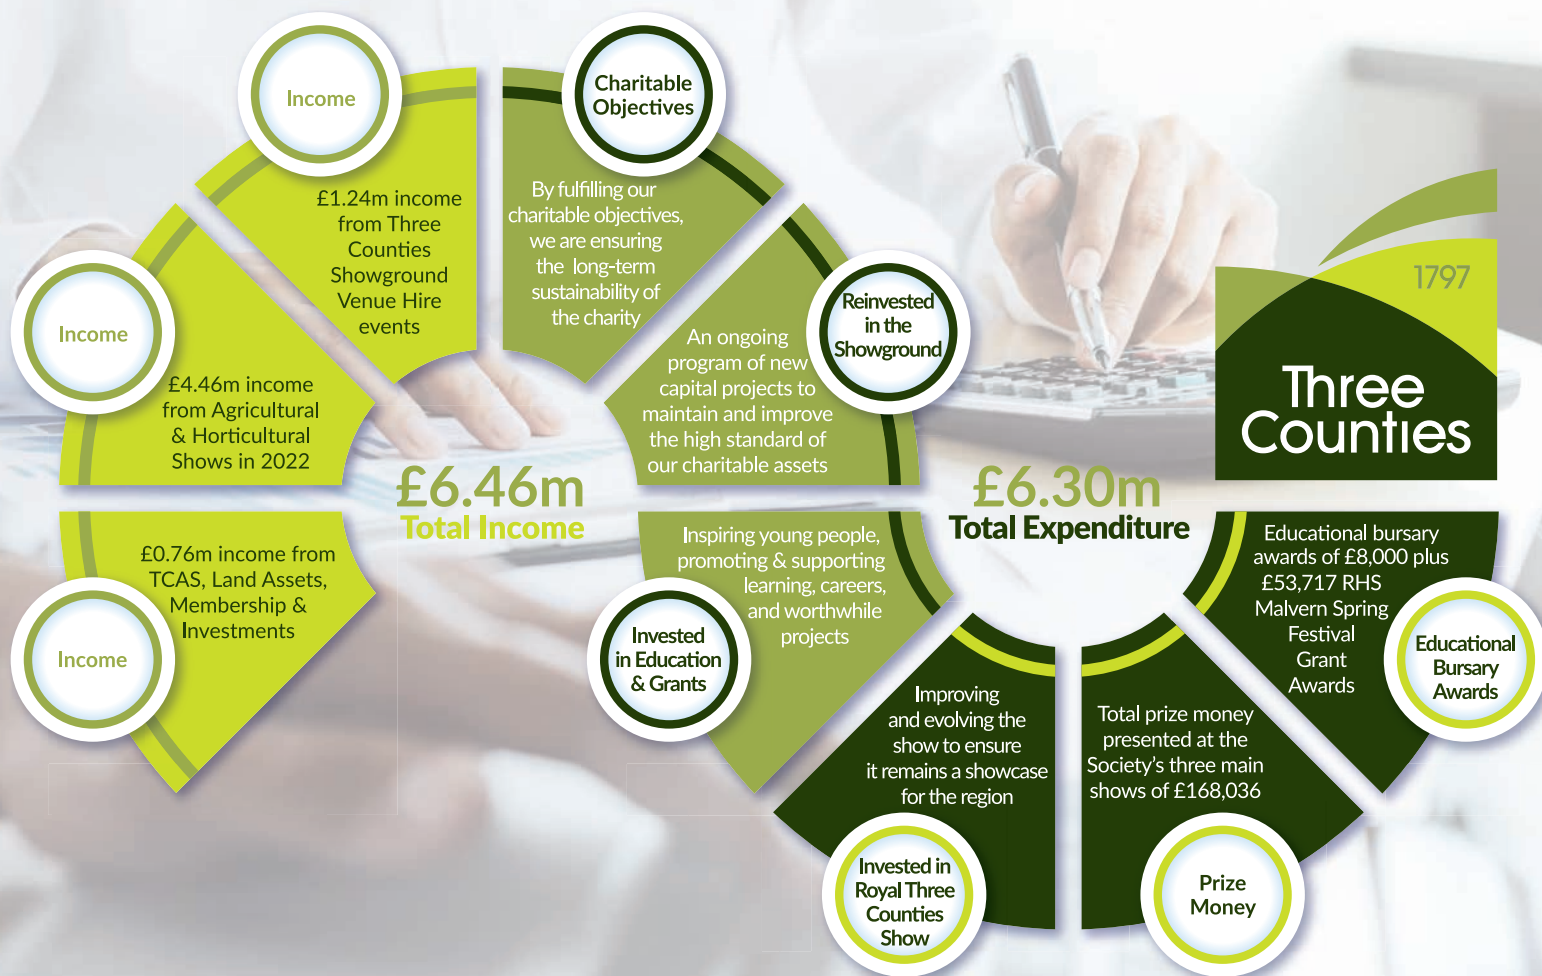 Income
£1.24m income
from Three
Counties
Showground
Venue Hire
events
Income
£4.46m income
from Agricultural
& Horticultural
Shows in 2022
Income
£0.76m income from
TCAS, Land Assets,
Membership &
Investments
£6.46m
Total Income
Charitable
Objectives
By fulfilling our
charitable objectives,
we are ensuring
the long-term
sustainability of
the charity
Reinvested
in the
Showground
An ongoing
program of new
capital projects to
maintain and improve
the high standard of
our charitable assets
Invested
in Education
& Grants
Inspiring young people,
promoting & supporting
learning, careers,
and worthwhile
projects
£6.30m
Total Expenditure
Invested in
Royal Three
Counties
Show
Improving
and evolving the
show to ensure
it remains a showcase
for the region
Prize
Money
Total prize money
presented at the
Society's three main
shows of £168,036
Educational
Bursary
Awards
Educational bursary
awards of £8,000 plus
£53,717 RHS
Malvern Spring
Festival
Grant
Awards
1797
Three
Counties